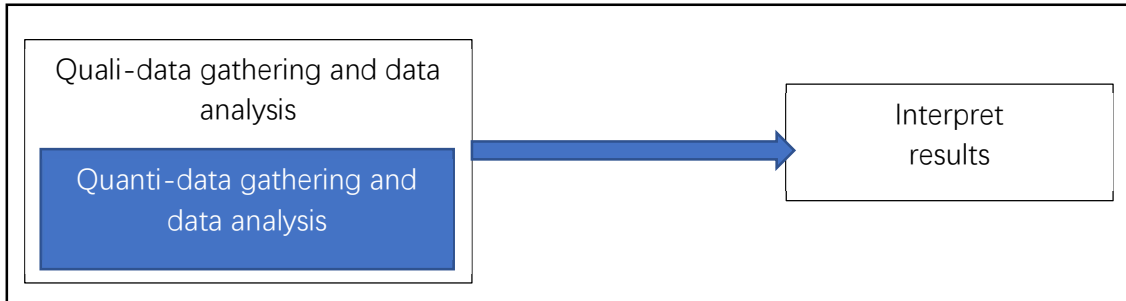 Quali-data gathering and data
analysis
Quanti-data gathering and
data analysis
Interpret
results